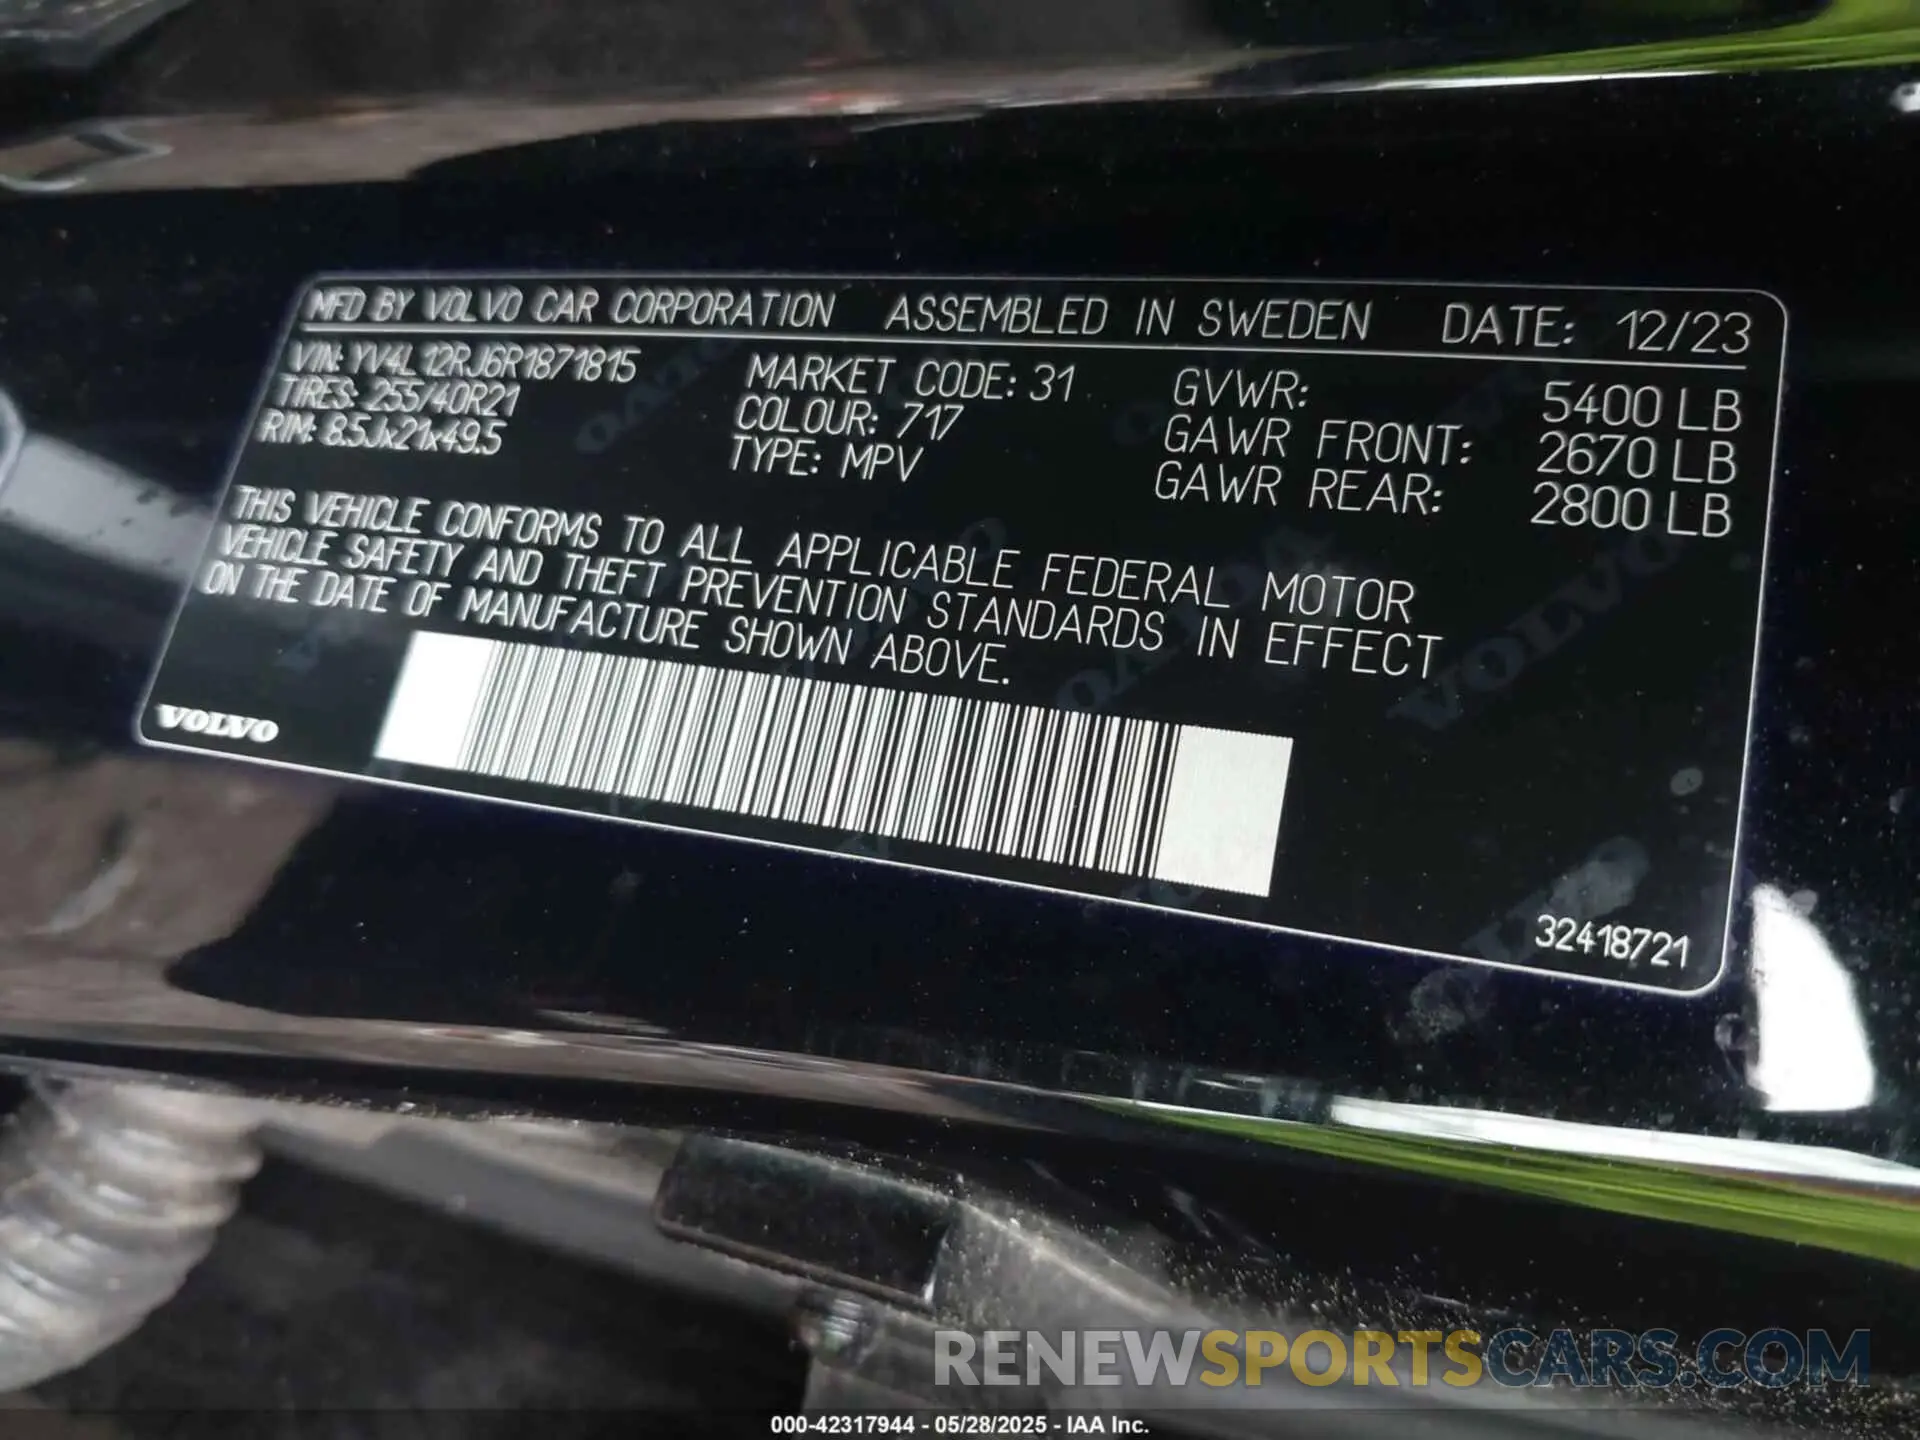 MFD BY VOLVO CAR CORPORATION ASSEMBLED IN SWEDEN DATE: 12/23
VIN: YV4L12RJ6R1871815 MARKET CODE: 31 GVWR: 5400 LB
TIRES: 255/40R21 COLOUR: 717 GAWR FRONT: 2670 LB
RIM: 8.5Jx21x49.5 TYPE: MPV GAWR REAR: 2800 LB
THIS VEHICLE CONFORMS TO ALL APPLICABLE FEDERAL MOTOR
VEHICLE SAFETY AND THEFT PREVENTION STANDARDS IN EFFECT
ON THE DATE OF MANUFACTURE SHOWN ABOVE.
VOLVO
32418721
RENEWSPORTSCARS.COM
000-42317944 - 05/28/2025 - IAA Inc.